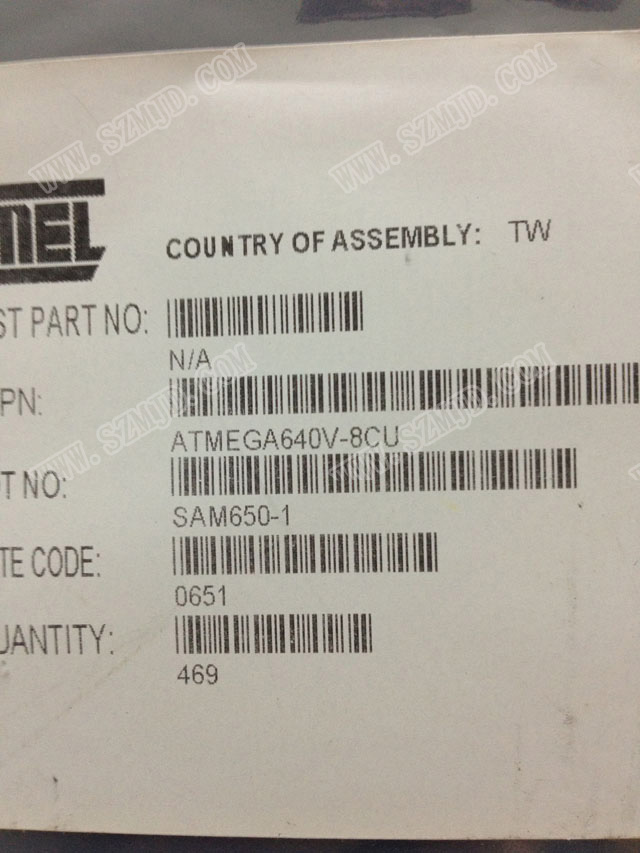 WWW.SZMJD.COM
WWW.SZMJD.COM
MEL
COUNTRY OF ASSEMBLY: TW
ST PART NO:
N/A
PN:
ATMEGA640V-8CU
T NO:
SAM650-1
TE CODE:
0651
UANTITY:
469
WWW.SZMJD.COM
WWW.SZMJD.COM